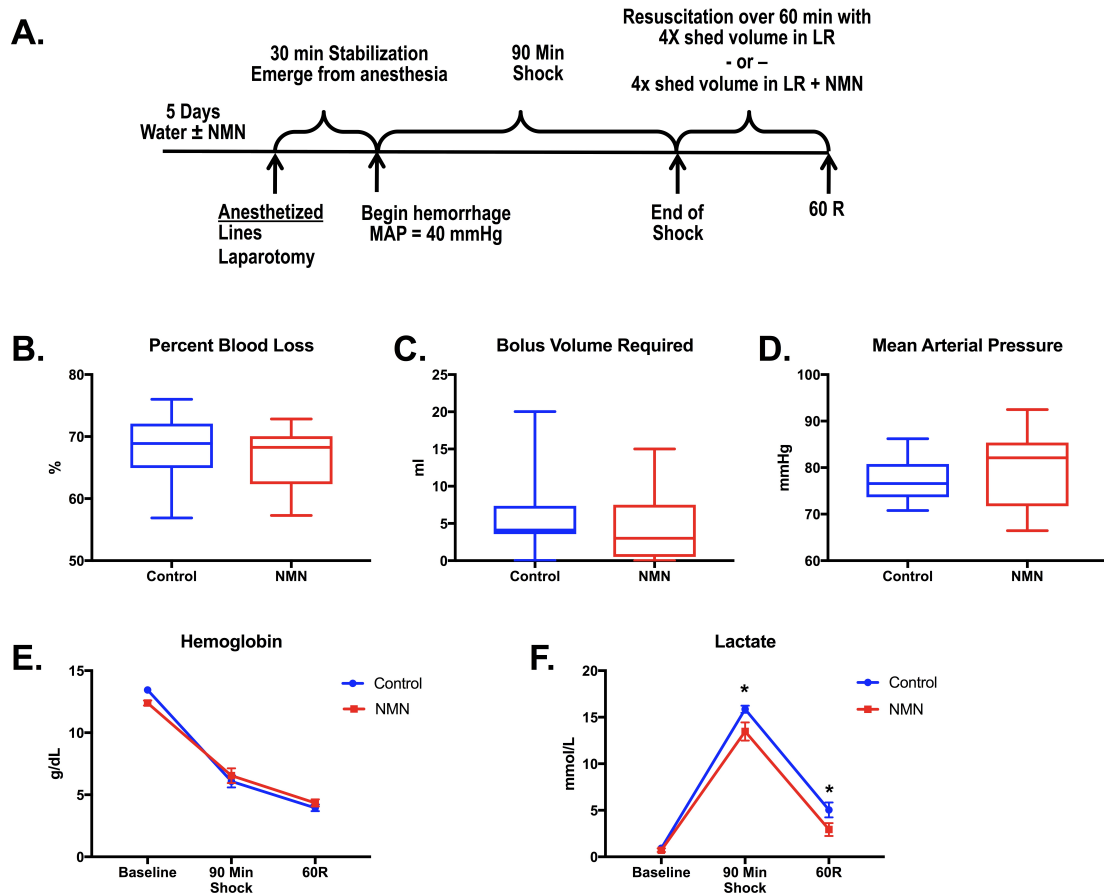 A.
5 Days
Water ± NMN
30 min Stabilization
Emerge from anesthesia
90 Min
Shock
Resuscitation over 60 min with
4X shed volume in LR
- or –
4x shed volume in LR + NMN
Anesthetized
Lines
Laparotomy
Begin hemorrhage
MAP = 40 mmHg
End of
Shock
60 R
B.
Percent Blood Loss
80
70
60
50
%
Control
NMN
C.
Bolus Volume Required
25
20
15
10
5
0
ml
Control
NMN
D.
Mean Arterial Pressure
100
90
80
70
60
mmHg
Control
NMN
E.
Hemoglobin
15
10
5
0
g/dL
Baseline
90 Min
Shock
60R
Control
NMN
F.
Lactate
20
15
10
5
0
mmol/L
*
*
Baseline
90 Min
Shock
60R
Control
NMN